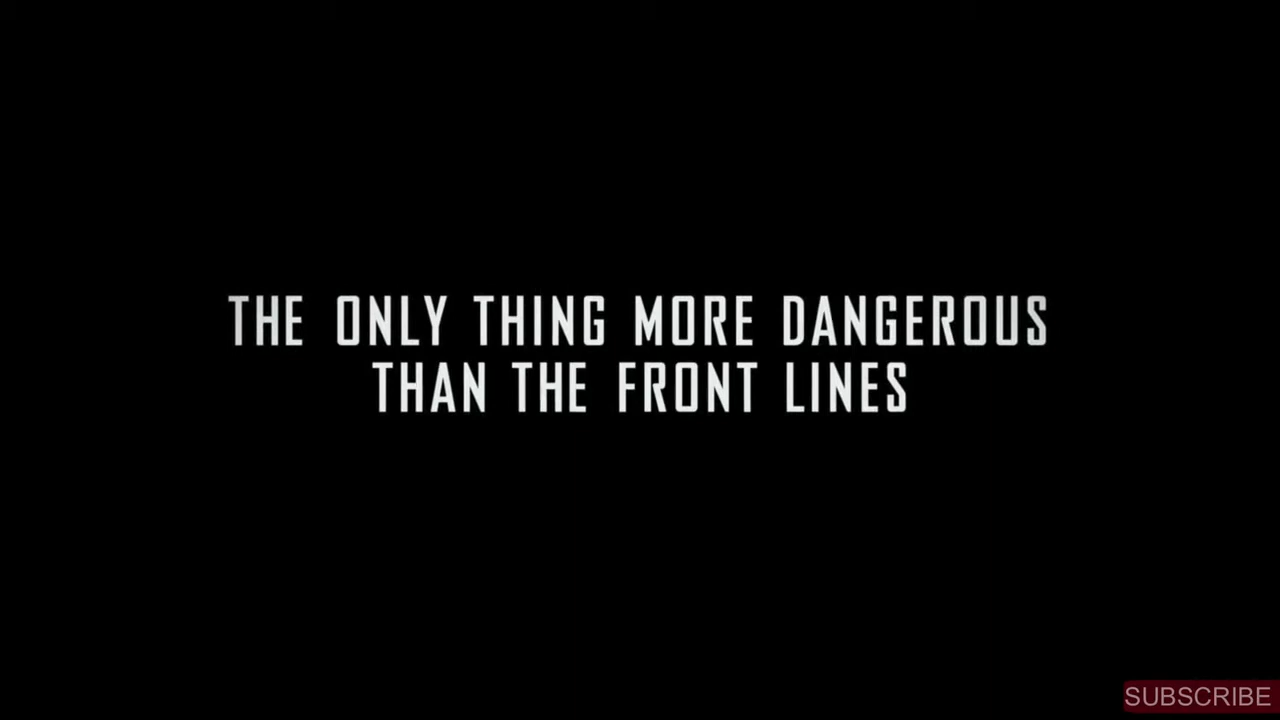 THE ONLY THING MORE DANGEROUS
THAN THE FRONT LINES
SUBSCRIBE